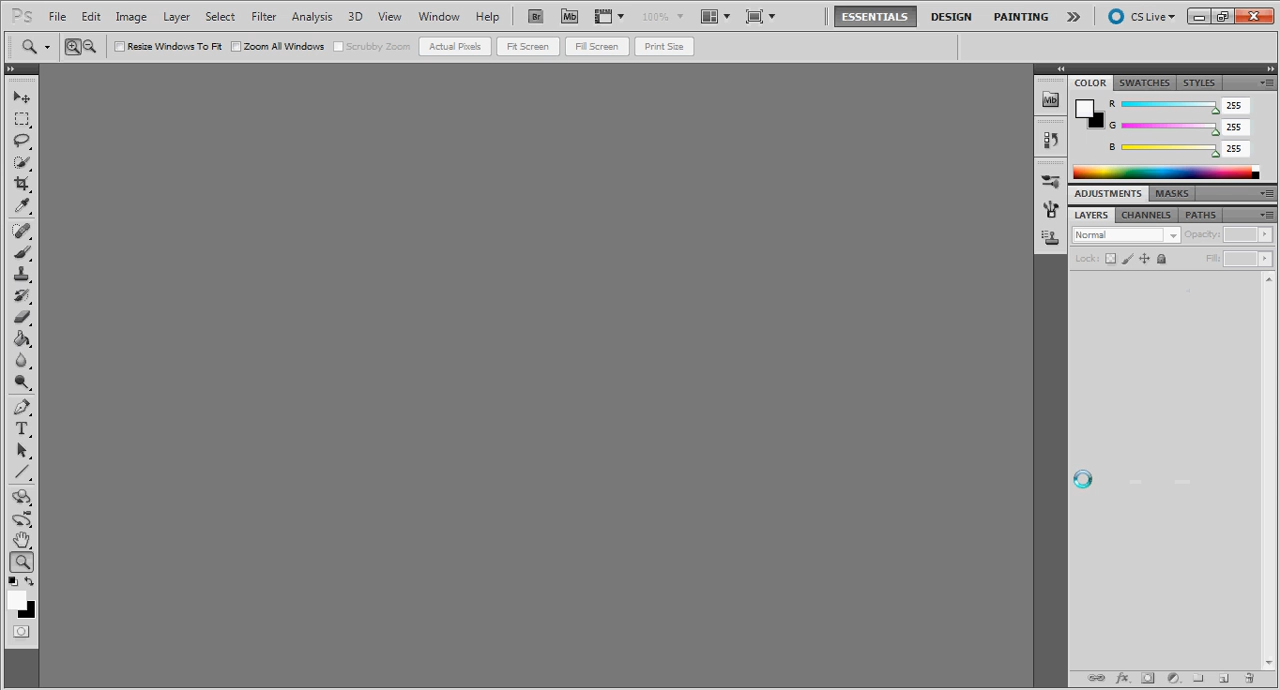 Ps File Edit Image Layer Select Filter Analysis 3D View Window Help Br Mb 100% ESSENTIALS DESIGN PAINTING CS Live
Resize Windows To Fit Zoom All Windows Scrubby Zoom Actual Pixels Fit Screen Fill Screen Print Size
COLOR SWATCHES STYLES
Mb
R 255
G 255
B 255
ADJUSTMENTS MASKS
LAYERS CHANNELS PATHS
Normal Opacity:
Lock: Fill:
T
fx